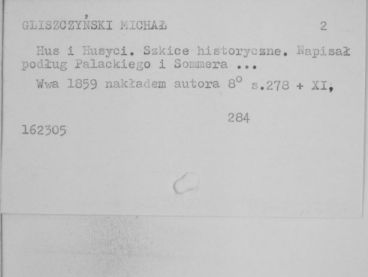 GLISZCZYŃSKI MICHAŁ 2
Hus i Husyci. Szkice historyczne. Napisał
podług Palackiego i Sommera ...
Wwa 1859 nakładem autora 8° s.278 + XI,
284
162305